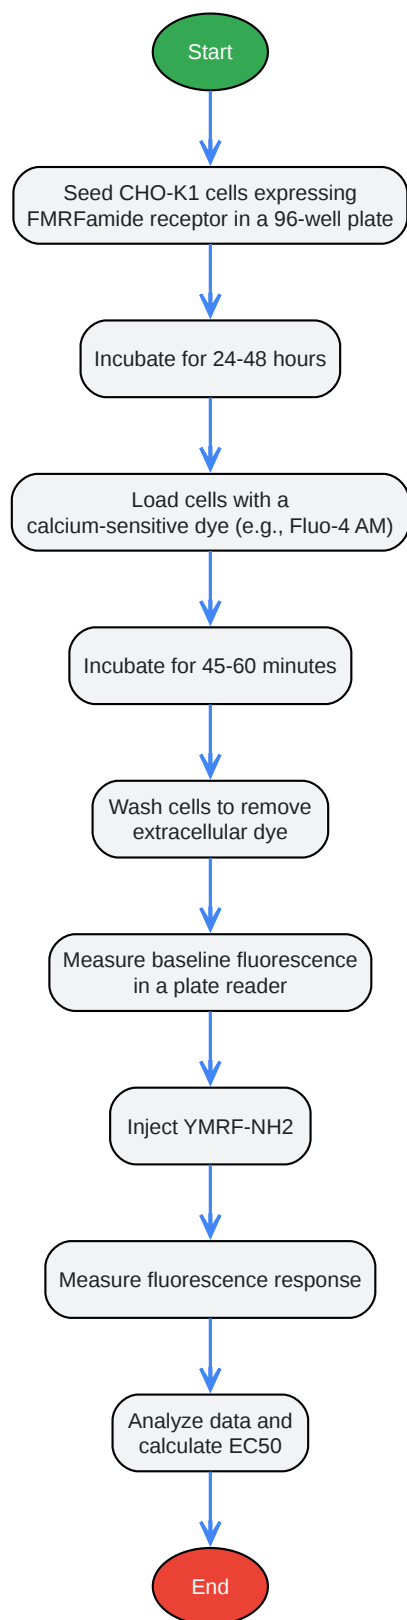 Start
Seed CHO-K1 cells expressing
FMRFamide receptor in a 96-well plate
Incubate for 24-48 hours
Load cells with a
calcium-sensitive dye (e.g., Fluo-4 AM)
Incubate for 45-60 minutes
Wash cells to remove
extracellular dye
Measure baseline fluorescence
in a plate reader
Inject YMRF-NH2
Measure fluorescence response
Analyze data and
calculate EC50
End